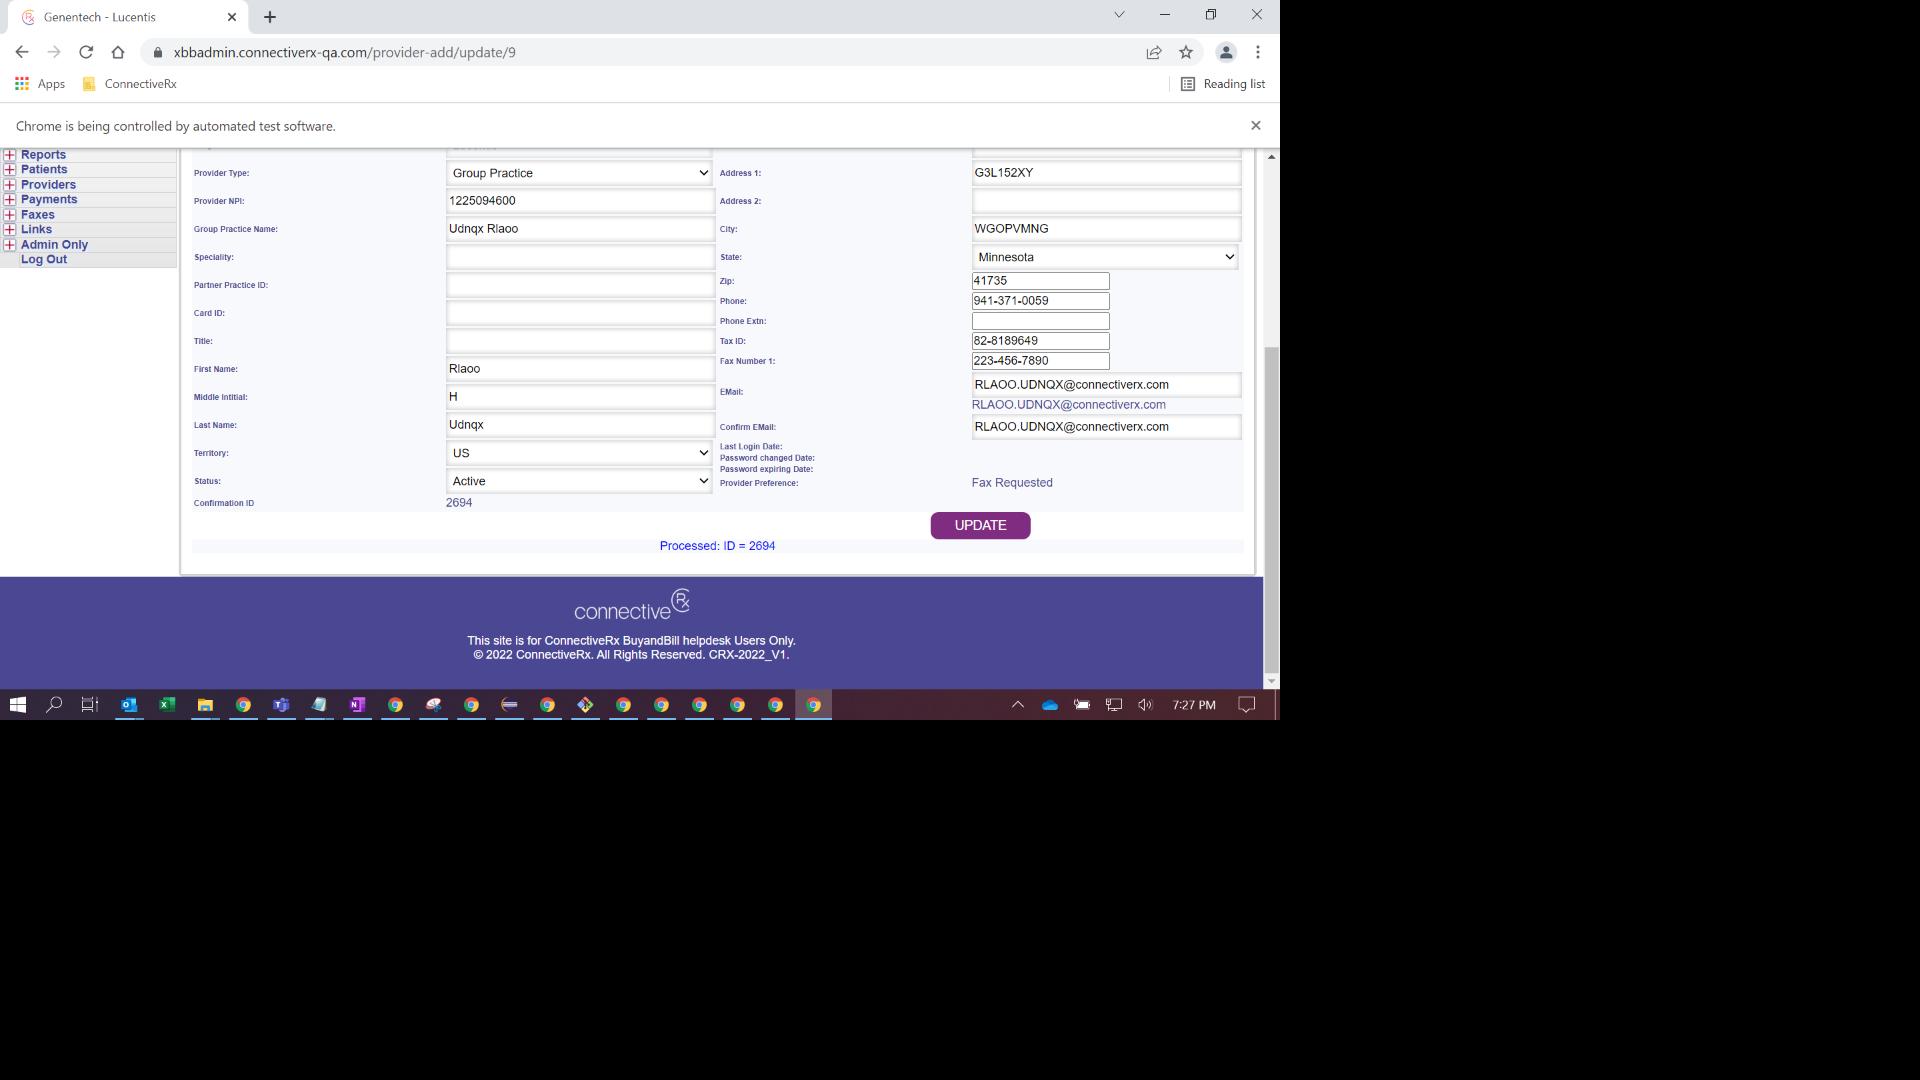 Genentech - Lucentis
xbbadmin.connectiverx-qa.com/provider-add/update/9
Apps
ConnectiveRx
Reading list
Chrome is being controlled by automated test software.
Reports
Patients
Providers
Payments
Faxes
Links
Admin Only
Log Out
Provider Type: Group Practice Address 1: G3L152XY
Provider NPI: 1225094600 Address 2:
Group Practice Name: Udnqx Rlaoo City: WGOPVMNG
Speciality: State: Minnesota
Partner Practice ID: Zip: 41735
Phone: 941-371-0059
Card ID: Phone Extn:
Title: Tax ID: 82-8189649
First Name: Rlaoo Fax Number 1: 223-456-7890
Middle Intitial: H EMail: RLAOO.UDNQX@connectiverx.com
RLAOO.UDNQX@connectiverx.com
Last Name: Udnqx Confirm EMail: RLAOO.UDNQX@connectiverx.com
Last Login Date:
Territory: US Password changed Date:
Password expiring Date:
Status: Active Provider Preference: Fax Requested
Confirmation ID 2694
UPDATE
Processed: ID = 2694
connectiveRx
This site is for ConnectiveRx BuyandBill helpdesk Users Only.
© 2022 ConnectiveRx. All Rights Reserved. CRX-2022_V1.
7:27 PM